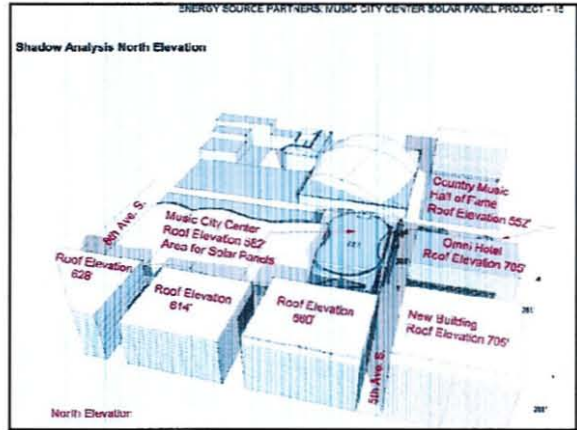 ENERGY SOURCE PARTNERS: MUSIC CITY CENTER SOLAR PANEL PROJECT - 15
Shadow Analysis North Elevation
Country Music
Hall of Fame
Roof Elevation 552'
8th Ave. S.
Music City Center
Roof Elevation 582'
Area for Solar Panels
Omni Hotel
Roof Elevation 705'
Roof Elevation
628'
Roof Elevation
614'
Roof Elevation
560'
New Building
Roof Elevation 705'
5th Ave. S.
North Elevation